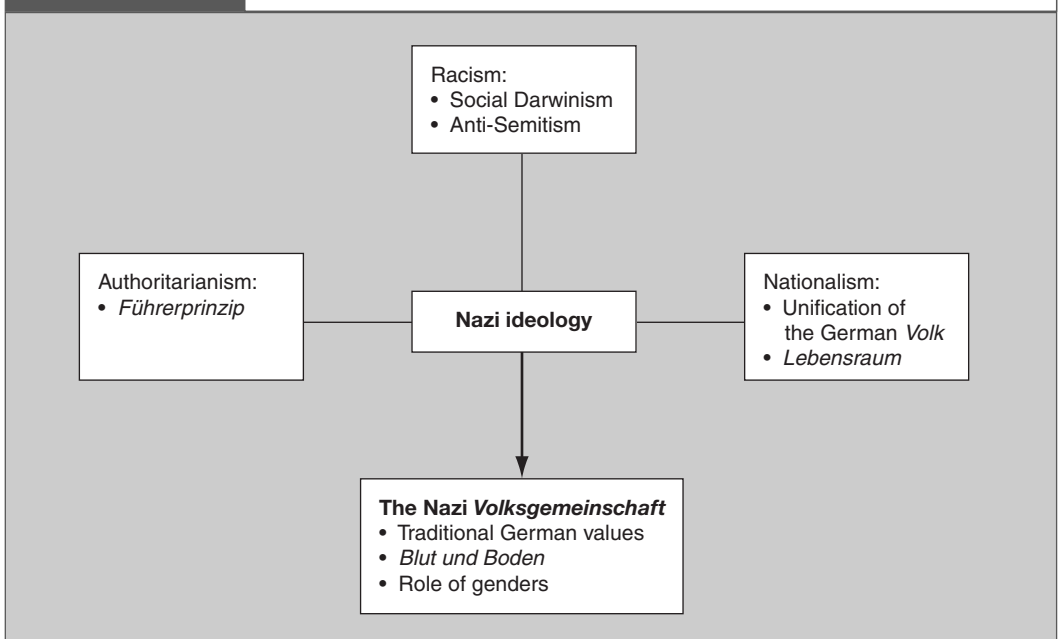 Racism:
• Social Darwinism
• Anti-Semitism
Authoritarianism:
• Führerprinzip
Nazi ideology
Nationalism:
• Unification of
the German Volk
• Lebensraum
The Nazi Volksgemeinschaft
• Traditional German values
• Blut und Boden
• Role of genders